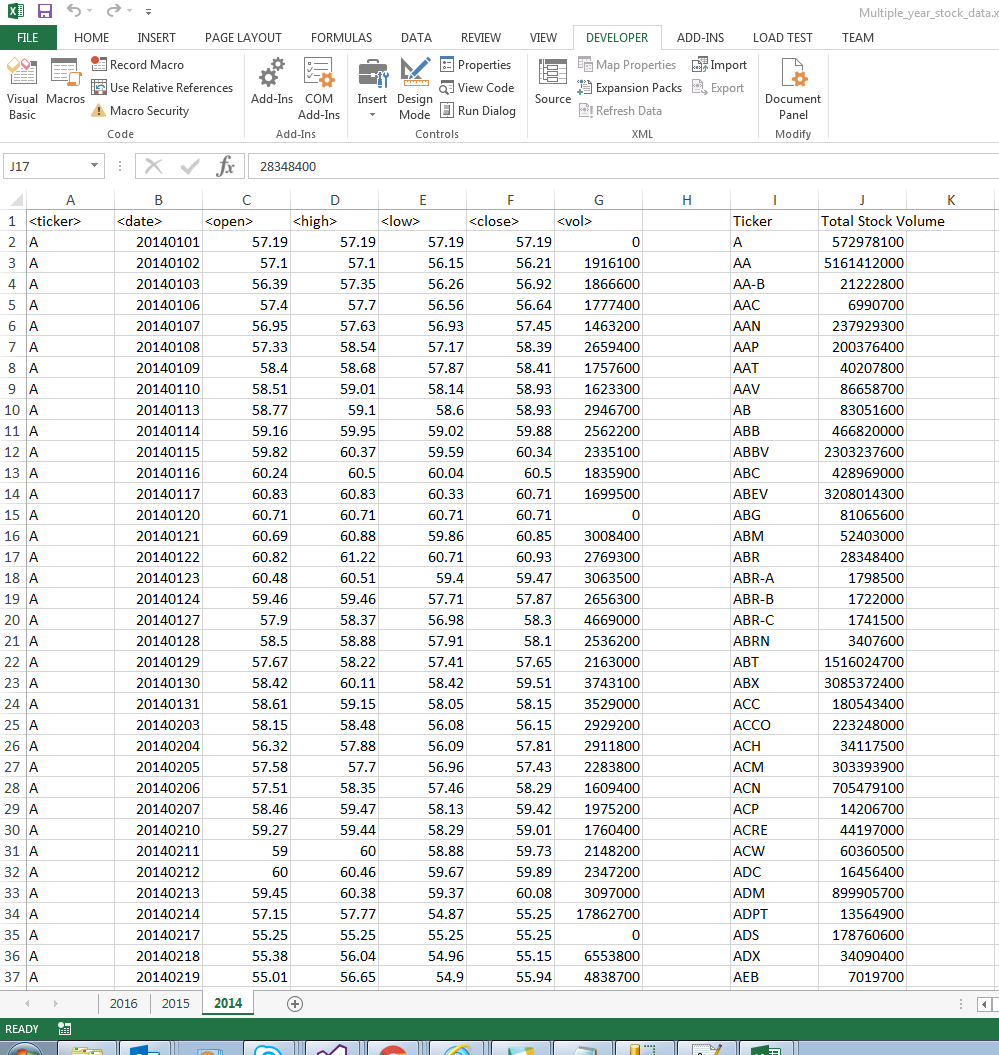 Multiple_year_stock_data.x
FILE HOME INSERT PAGE LAYOUT FORMULAS DATA REVIEW VIEW DEVELOPER ADD-INS LOAD TEST TEAM
Visual Basic
Macros
Record Macro
Use Relative References
Macro Security
Code
Add-Ins
COM Add-Ins
Add-Ins
Insert
Design Mode
Properties
View Code
Run Dialog
Controls
Source
Map Properties
Expansion Packs
Refresh Data
Import
Export
XML
Document Panel
Modify
J17 fx 28348400
A B C D E F G H I J K
1 <ticker> <date> <open> <high> <low> <close> <vol> Ticker Total Stock Volume
2 A 20140101 57.19 57.19 57.19 57.19 0 A 572978100
3 A 20140102 57.1 57.1 56.15 56.21 1916100 AA 5161412000
4 A 20140103 56.39 57.35 56.26 56.92 1866600 AA-B 21222800
5 A 20140106 57.4 57.7 56.56 56.64 1777400 AAC 6990700
6 A 20140107 56.95 57.63 56.93 57.45 1463200 AAN 237929300
7 A 20140108 57.33 58.54 57.17 58.39 2659400 AAP 200376400
8 A 20140109 58.4 58.68 57.87 58.41 1757600 AAT 40207800
9 A 20140110 58.51 59.01 58.14 58.93 1623300 AAV 86658700
10 A 20140113 58.77 59.1 58.6 58.93 2946700 AB 83051600
11 A 20140114 59.16 59.95 59.02 59.88 2562200 ABB 466820000
12 A 20140115 59.82 60.37 59.59 60.34 2335100 ABBV 2303237600
13 A 20140116 60.24 60.5 60.04 60.5 1835900 ABC 428969000
14 A 20140117 60.83 60.83 60.33 60.71 1699500 ABEV 3208014300
15 A 20140120 60.71 60.71 60.71 60.71 0 ABG 81065600
16 A 20140121 60.69 60.88 59.86 60.85 3008400 ABM 52403000
17 A 20140122 60.82 61.22 60.71 60.93 2769300 ABR 28348400
18 A 20140123 60.48 60.51 59.4 59.47 3063500 ABR-A 1798500
19 A 20140124 59.46 59.46 57.71 57.87 2656300 ABR-B 1722000
20 A 20140127 57.9 58.37 56.98 58.3 4669000 ABR-C 1741500
21 A 20140128 58.5 58.88 57.91 58.1 2536200 ABRN 3407600
22 A 20140129 57.67 58.22 57.41 57.65 2163000 ABT 1516024700
23 A 20140130 58.42 60.11 58.42 59.51 3743100 ABX 3085372400
24 A 20140131 58.61 59.15 58.05 58.15 3529000 ACC 180543400
25 A 20140203 58.15 58.48 56.08 56.15 2929200 ACCO 223248000
26 A 20140204 56.32 57.88 56.09 57.81 2911800 ACH 34117500
27 A 20140205 57.58 57.7 56.96 57.43 2283800 ACM 303393900
28 A 20140206 57.51 58.35 57.46 58.29 1609400 ACN 705479100
29 A 20140207 58.46 59.47 58.13 59.42 1975200 ACP 14206700
30 A 20140210 59.27 59.44 58.29 59.01 1760400 ACRE 44197000
31 A 20140211 59 60 58.88 59.73 2148200 ACW 60360500
32 A 20140212 60 60.46 59.67 59.89 2347200 ADC 16456400
33 A 20140213 59.45 60.38 59.37 60.08 3097000 ADM 899905700
34 A 20140214 57.15 57.77 54.87 55.25 17862700 ADPT 13564900
35 A 20140217 55.25 55.25 55.25 55.25 0 ADS 178760600
36 A 20140218 55.38 56.04 54.96 55.15 6553800 ADX 34090400
37 A 20140219 55.01 56.65 54.9 55.94 4838700 AEB 7019700
2016 2015 2014
READY